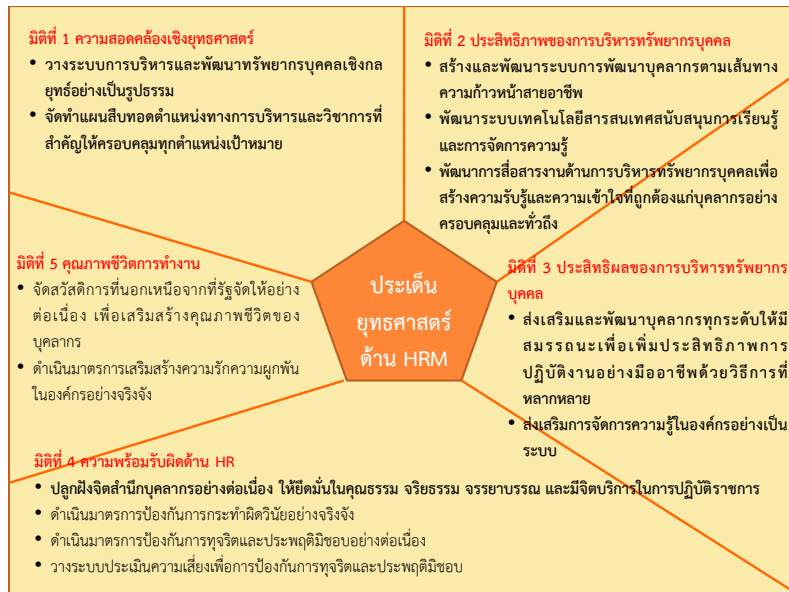 มิติที่ 1 ความสอดคล้องเชิงยุทธศาสตร์
• วางระบบการบริหารและพัฒนาทรัพยากรบุคคลเชิงกล
ยุทธ์อย่างเป็นรูปธรรม
• จัดทำแผนสืบทอดตำแหน่งทางการบริหารและวิชาการที่
สำคัญให้ครอบคลุมทุกตำแหน่งเป้าหมาย
มิติที่ 2 ประสิทธิภาพของการบริหารทรัพยากรบุคคล
• สร้างและพัฒนาระบบการพัฒนาบุคลากรตามเส้นทาง
ความก้าวหน้าสายอาชีพ
• พัฒนาระบบเทคโนโลยีสารสนเทศสนับสนุนการเรียนรู้
และการจัดการความรู้
• พัฒนาการสื่อสารงานด้านการบริหารทรัพยากรบุคคลเพื่อ
สร้างความรับรู้และความเข้าใจที่ถูกต้องแก่บุคลากรอย่าง
ครอบคลุมและทั่วถึง
มิติที่ 5 คุณภาพชีวิตการทำงาน
• จัดสวัสดิการที่นอกเหนือจากที่รัฐจัดให้อย่าง
ต่อเนื่อง เพื่อเสริมสร้างคุณภาพชีวิตของ
บุคลากร
• ดำเนินมาตรการเสริมสร้างความรักความผูกพัน
ในองค์กรอย่างจริงจัง
ประเด็น
ยุทธศาสตร์
ด้าน HRM
มิติที่ 3 ประสิทธิผลของการบริหารทรัพยากร
บุคคล
• ส่งเสริมและพัฒนาบุคลากรทุกระดับให้มี
สมรรถนะเพื่อเพิ่มประสิทธิภาพการ
ปฏิบัติงานอย่างมืออาชีพด้วยวิธีการที่
หลากหลาย
• ส่งเสริมการจัดการความรู้ในองค์กรอย่างเป็น
ระบบ
มิติที่ 4 ความพร้อมรับผิดด้าน HR
• ปลูกฝังจิตสำนึกบุคลากรอย่างต่อเนื่อง ให้ยึดมั่นในคุณธรรม จริยธรรม จรรยาบรรณ และมีจิตบริการในการปฏิบัติราชการ
• ดำเนินมาตรการป้องกันการกระทำผิดวินัยอย่างจริงจัง
• ดำเนินมาตรการป้องกันการทุจริตและประพฤติมิชอบอย่างต่อเนื่อง
• วางระบบประเมินความเสี่ยงเพื่อการป้องกันการทุจริตและประพฤติมิชอบ